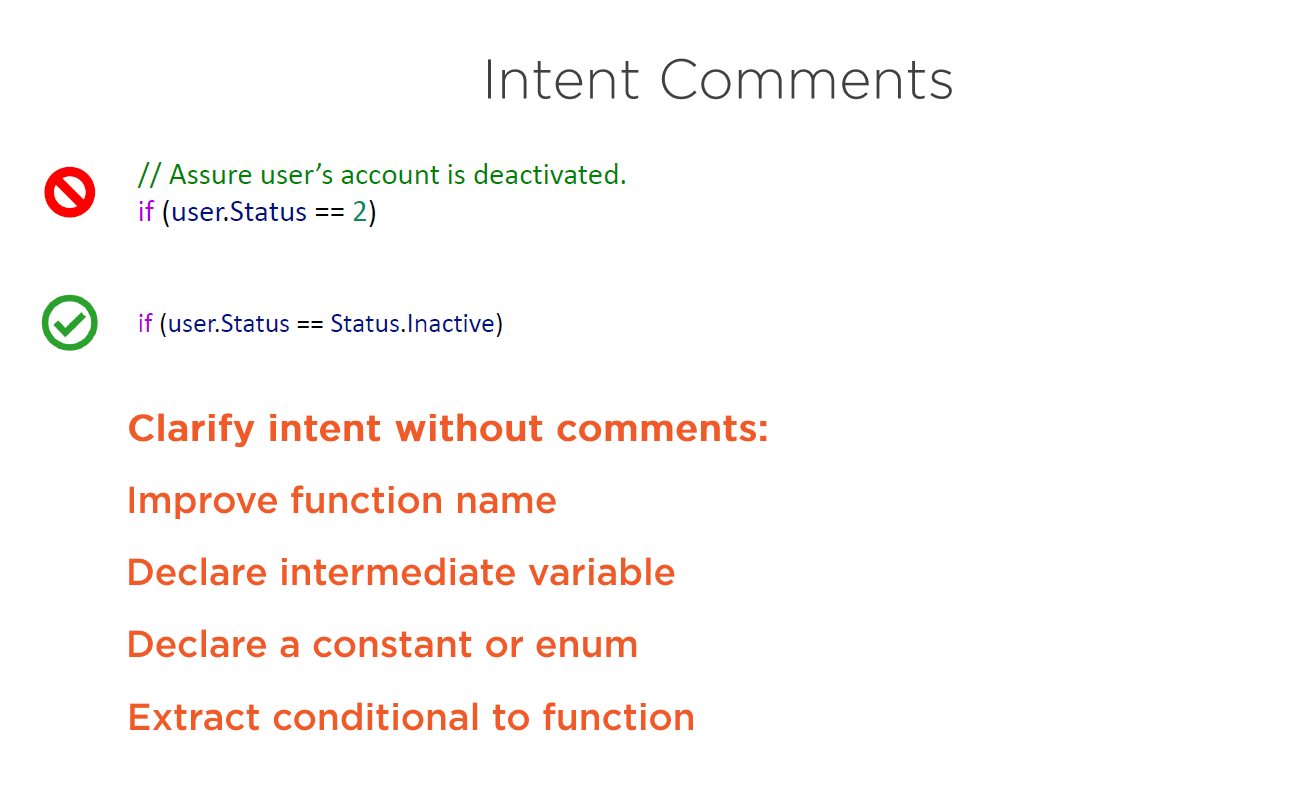 Intent Comments
// Assure user’s account is deactivated.
if (user.Status == 2)
if (user.Status == Status.Inactive)
Clarify intent without comments:
Improve function name
Declare intermediate variable
Declare a constant or enum
Extract conditional to function